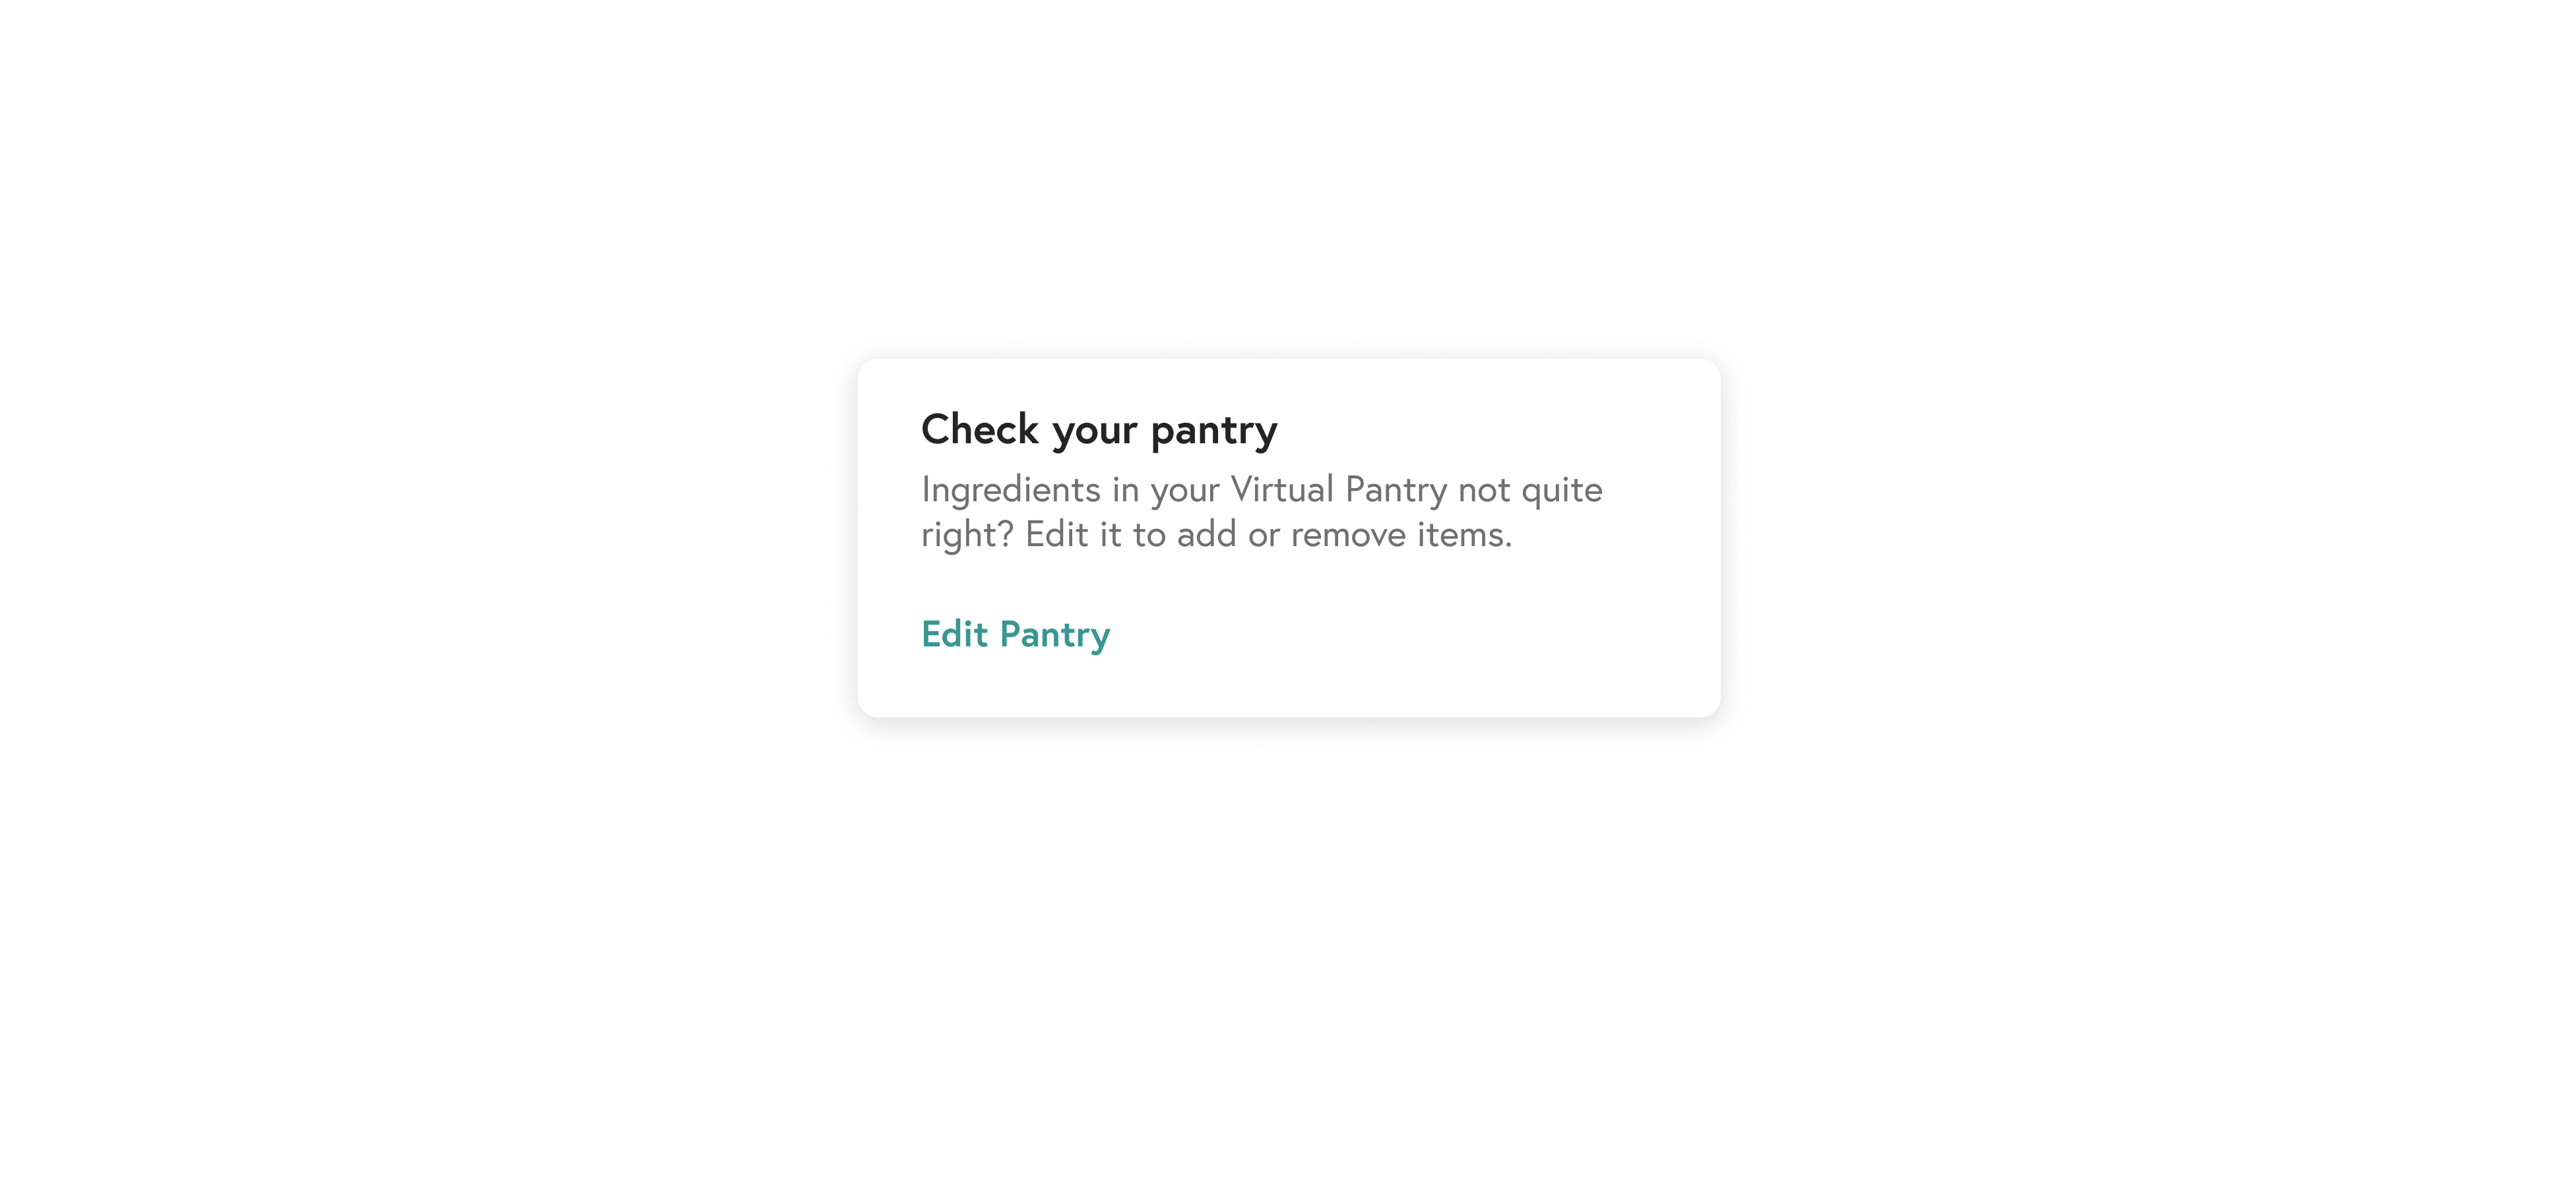 Check your pantry
Ingredients in your Virtual Pantry not quite
right? Edit it to add or remove items.
Edit Pantry